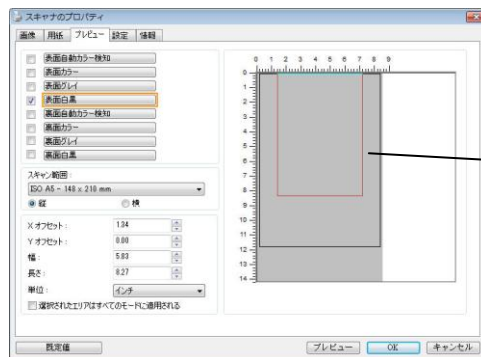 スキャナのプロパティ
画像 用紙 プレビュー 設定 情報
表面自動カラー検知
表面カラー
表面グレイ
表面白黒
裏面自動カラー検知
裏面カラー
裏面グレイ
裏面白黒
スキャン範囲:
ISO A5 - 148 x 210 mm
縦 横
X オフセット: 1.34
Y オフセット: 0.00
幅: 5.83
長さ: 8.27
単位: インチ
選択されたエリアはすべてのモードに適用される
0 1 2 3 4 5 6 7 8 9
0
1
2
3
4
5
6
7
8
9
10
11
12
13
14
既定値 プレビュー OK キャンセル